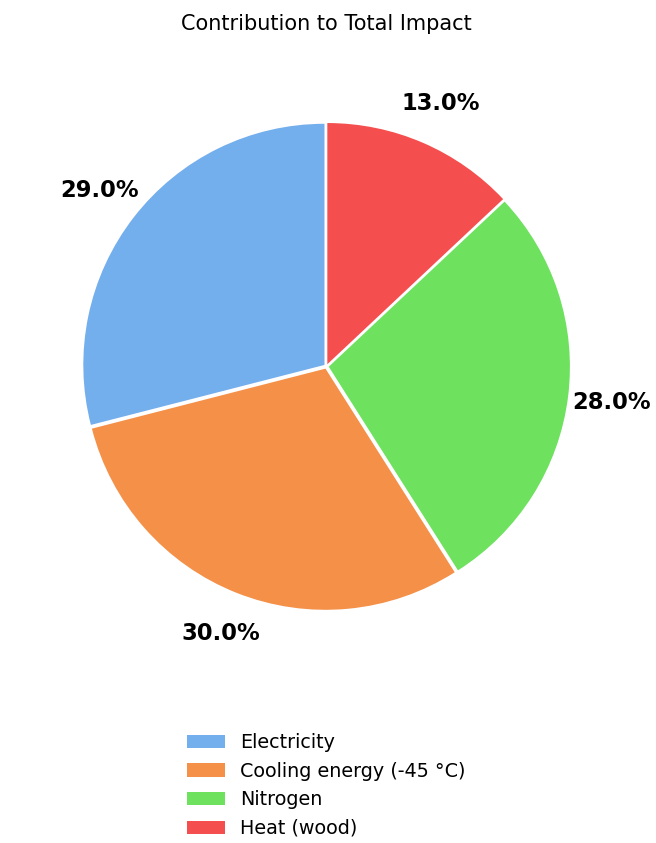 Contribution to Total Impact
13.0%
29.0%
28.0%
30.0%
Electricity
Cooling energy (-45 °C)
Nitrogen
Heat (wood)